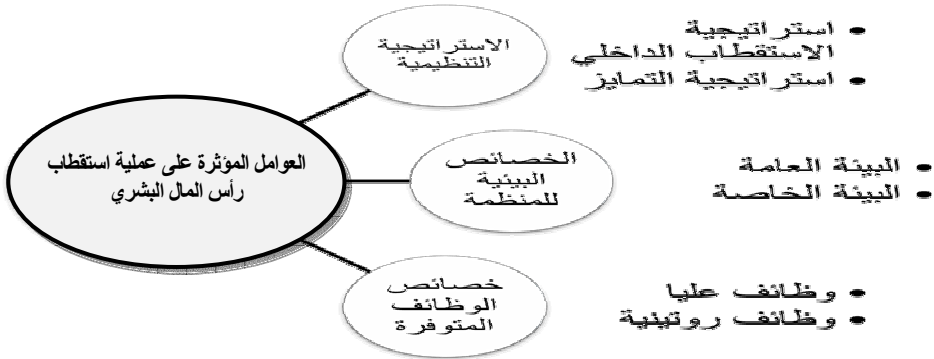 العوامل المؤثرة على عملية استقطاب
رأس المال البشري
الاستراتيجية
التنظيمية
• استراتيجية
الاستقطاب الداخلي
• استراتيجية التمايز
الخصائص
البيئية
للمنظمة
• البيئة العامة
• البيئة الخاصة
خصائص
الوظائف
المتوفرة
• وظائف عليا
• وظائف روتينية